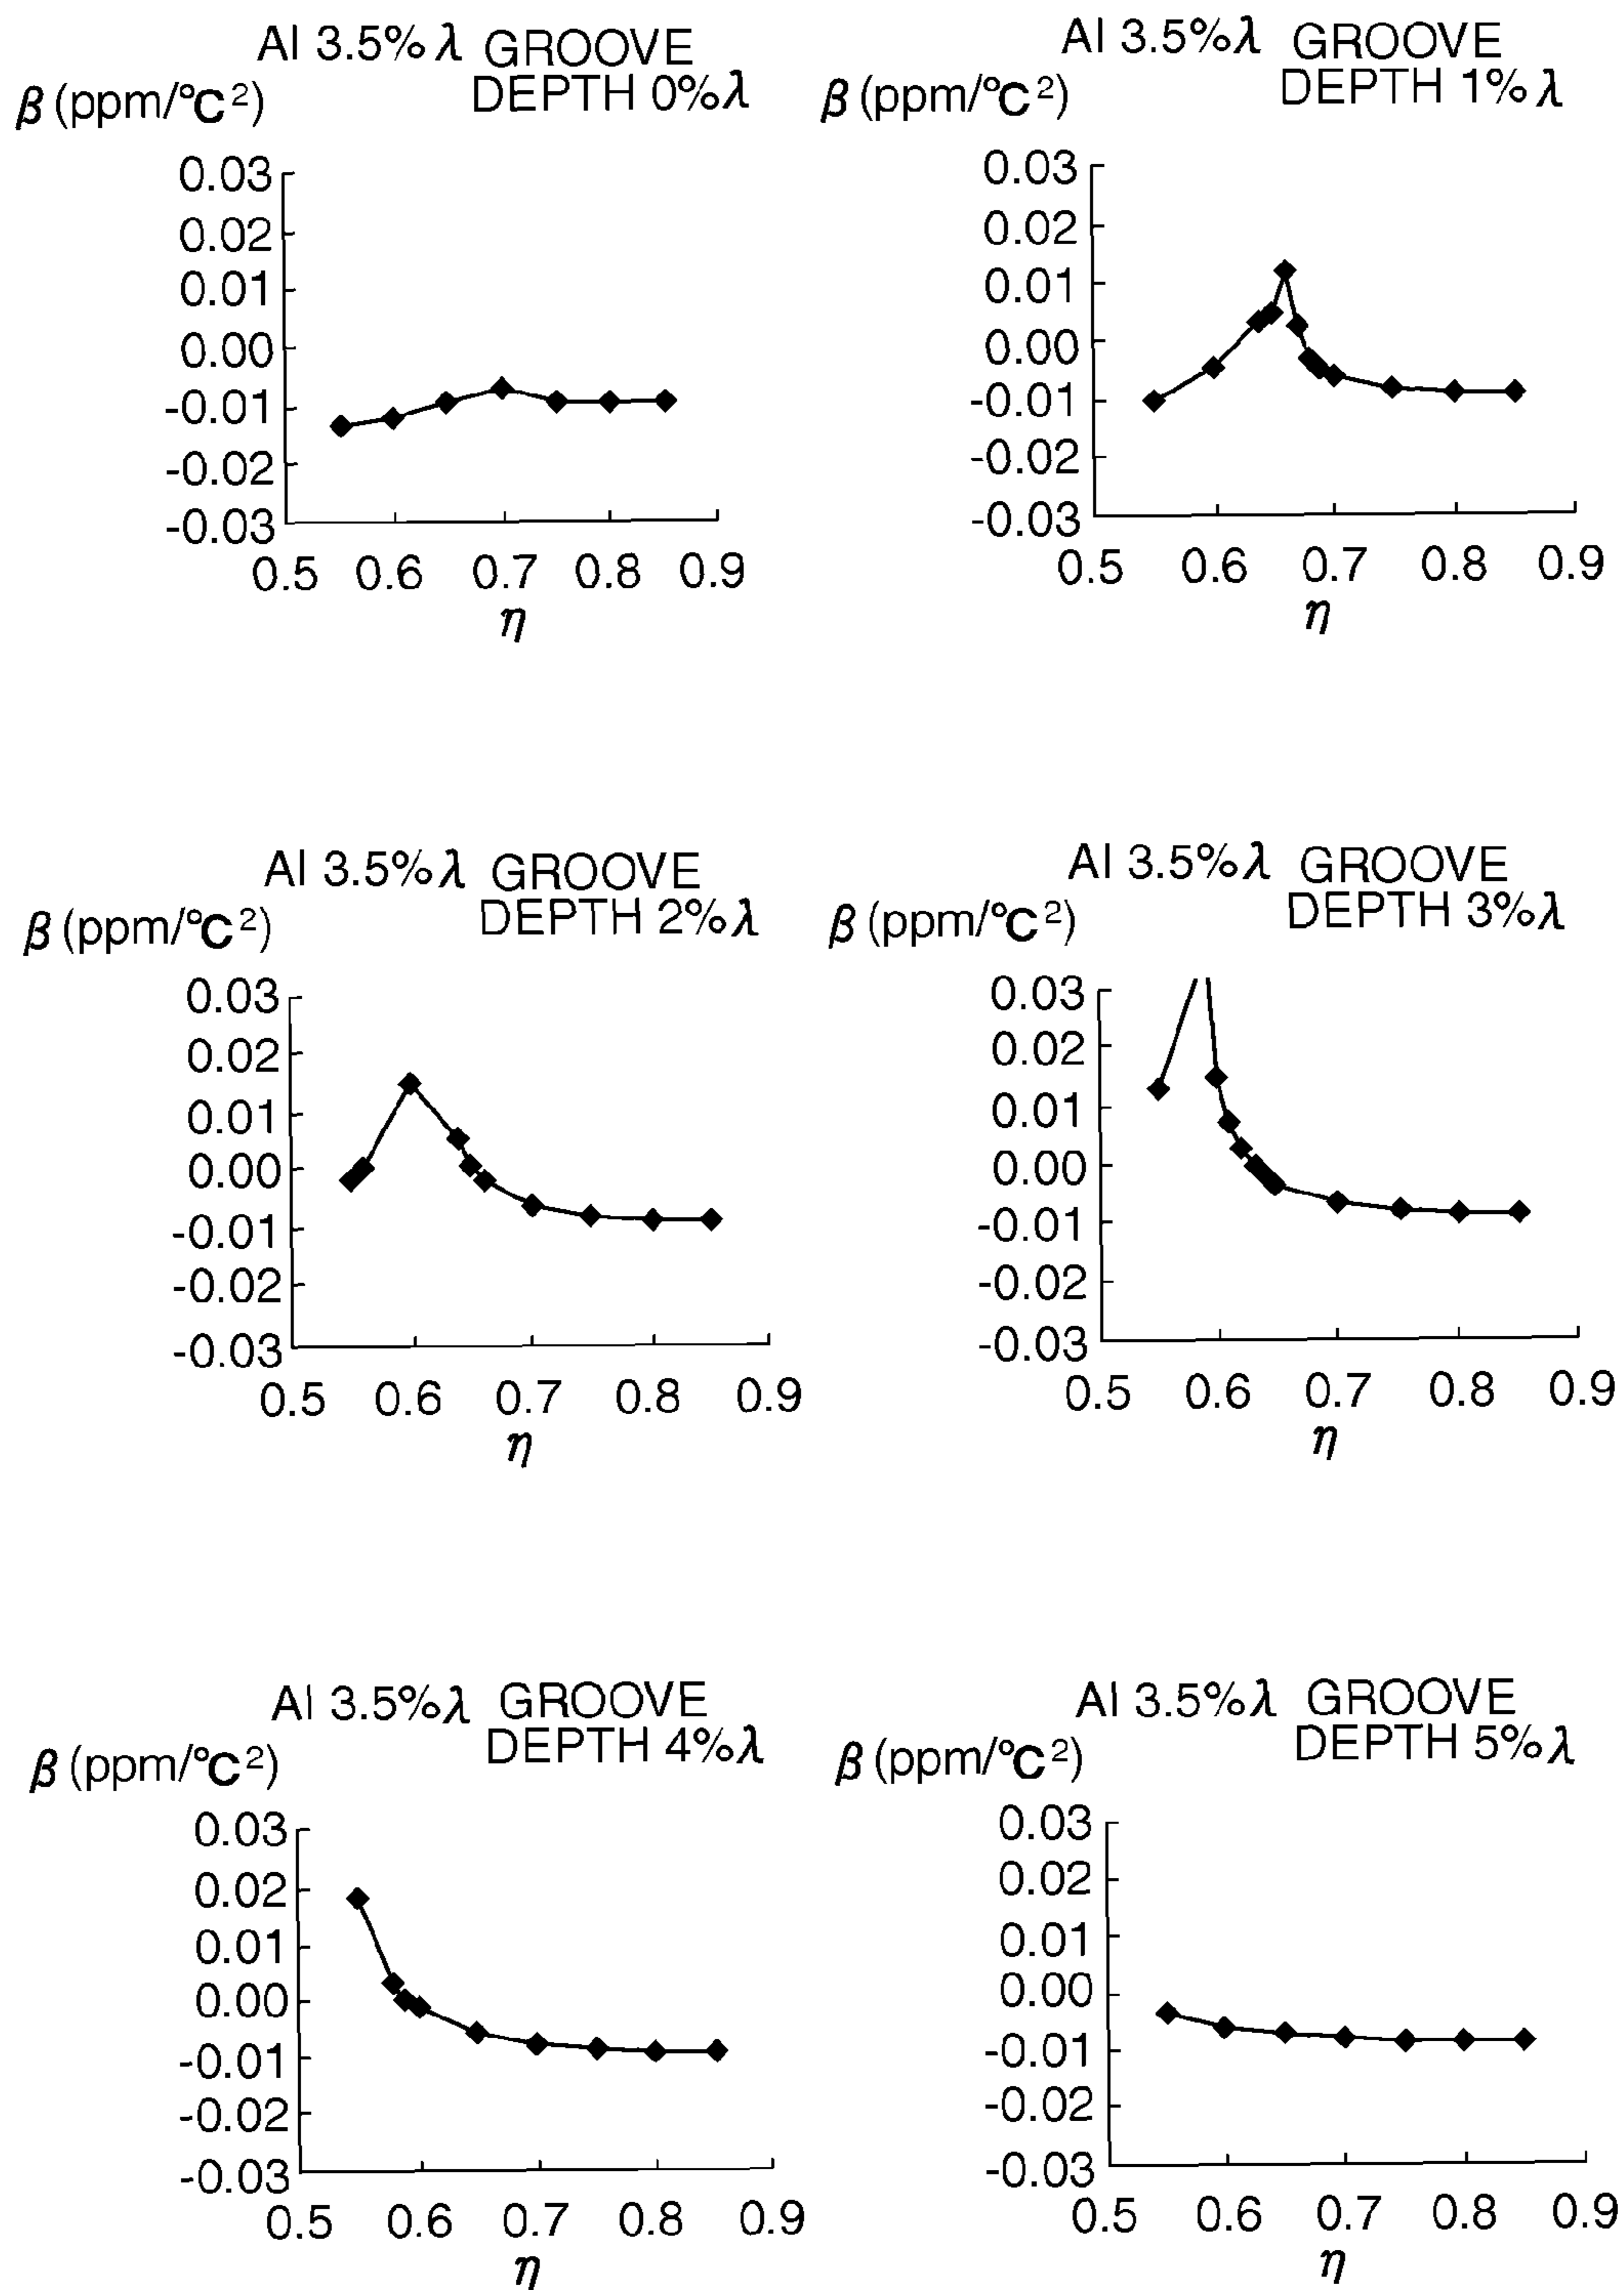 Al 3.5%λ GROOVE
DEPTH 0%λ
β (ppm/°C²)
0.03
0.02
0.01
0.00
-0.01
-0.02
-0.03
0.5 0.6 0.7 0.8 0.9
η
Al 3.5%λ GROOVE
DEPTH 1%λ
β (ppm/°C²)
0.03
0.02
0.01
0.00
-0.01
-0.02
-0.03
0.5 0.6 0.7 0.8 0.9
η
Al 3.5%λ GROOVE
DEPTH 2%λ
β (ppm/°C²)
0.03
0.02
0.01
0.00
-0.01
-0.02
-0.03
0.5 0.6 0.7 0.8 0.9
η
Al 3.5%λ GROOVE
DEPTH 3%λ
β (ppm/°C²)
0.03
0.02
0.01
0.00
-0.01
-0.02
-0.03
0.5 0.6 0.7 0.8 0.9
η
Al 3.5%λ GROOVE
DEPTH 4%λ
β (ppm/°C²)
0.03
0.02
0.01
0.00
-0.01
-0.02
-0.03
0.5 0.6 0.7 0.8 0.9
η
Al 3.5%λ GROOVE
DEPTH 5%λ
β (ppm/°C²)
0.03
0.02
0.01
0.00
-0.01
-0.02
-0.03
0.5 0.6 0.7 0.8 0.9
η